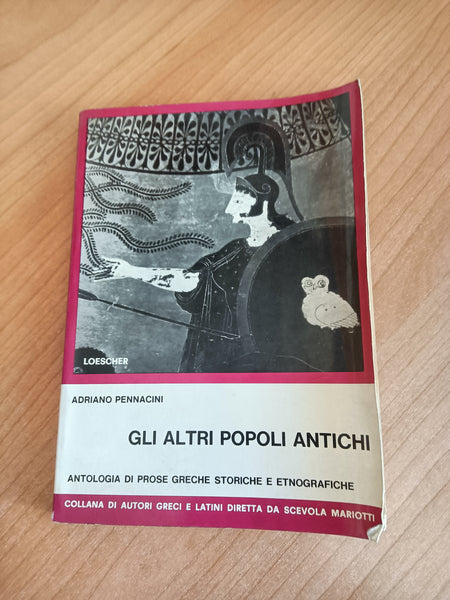 LOESCHER
ADRIANO PENNACINI
GLI ALTRI POPOLI ANTICHI
ANTOLOGIA DI PROSE GRECHE STORICHE E ETNOGRAFICHE
COLLANA DI AUTORI GRECI E LATINI DIRETTA DA SCEVOLA MARIOTTI